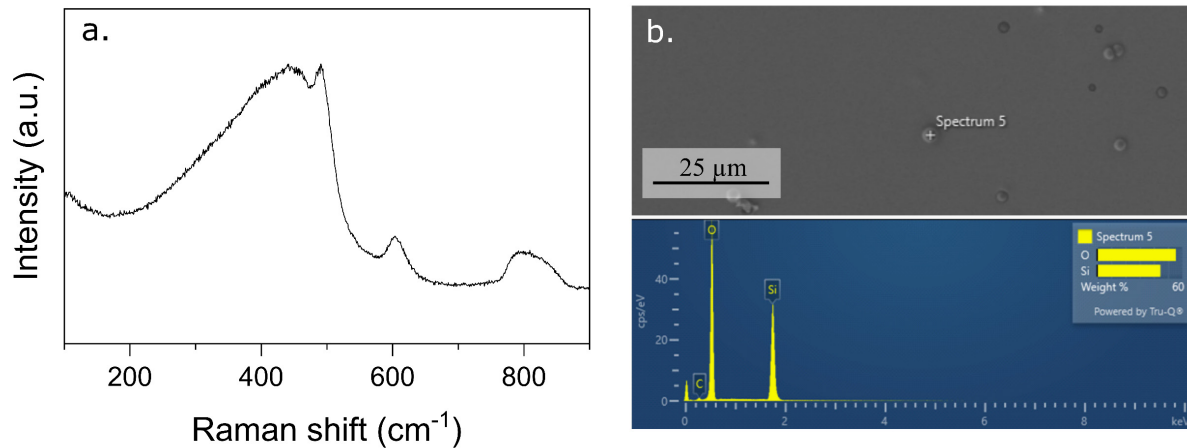 a.
Intensity (a.u.)
200
400
600
800
Raman shift (cm⁻¹)
b.
Spectrum 5
25 µm
O
Si
C
cps/eV
40
20
0
0
2
4
6
8
keV
Spectrum 5
O
Si
Weight %
60
Powered by Tru-Q®